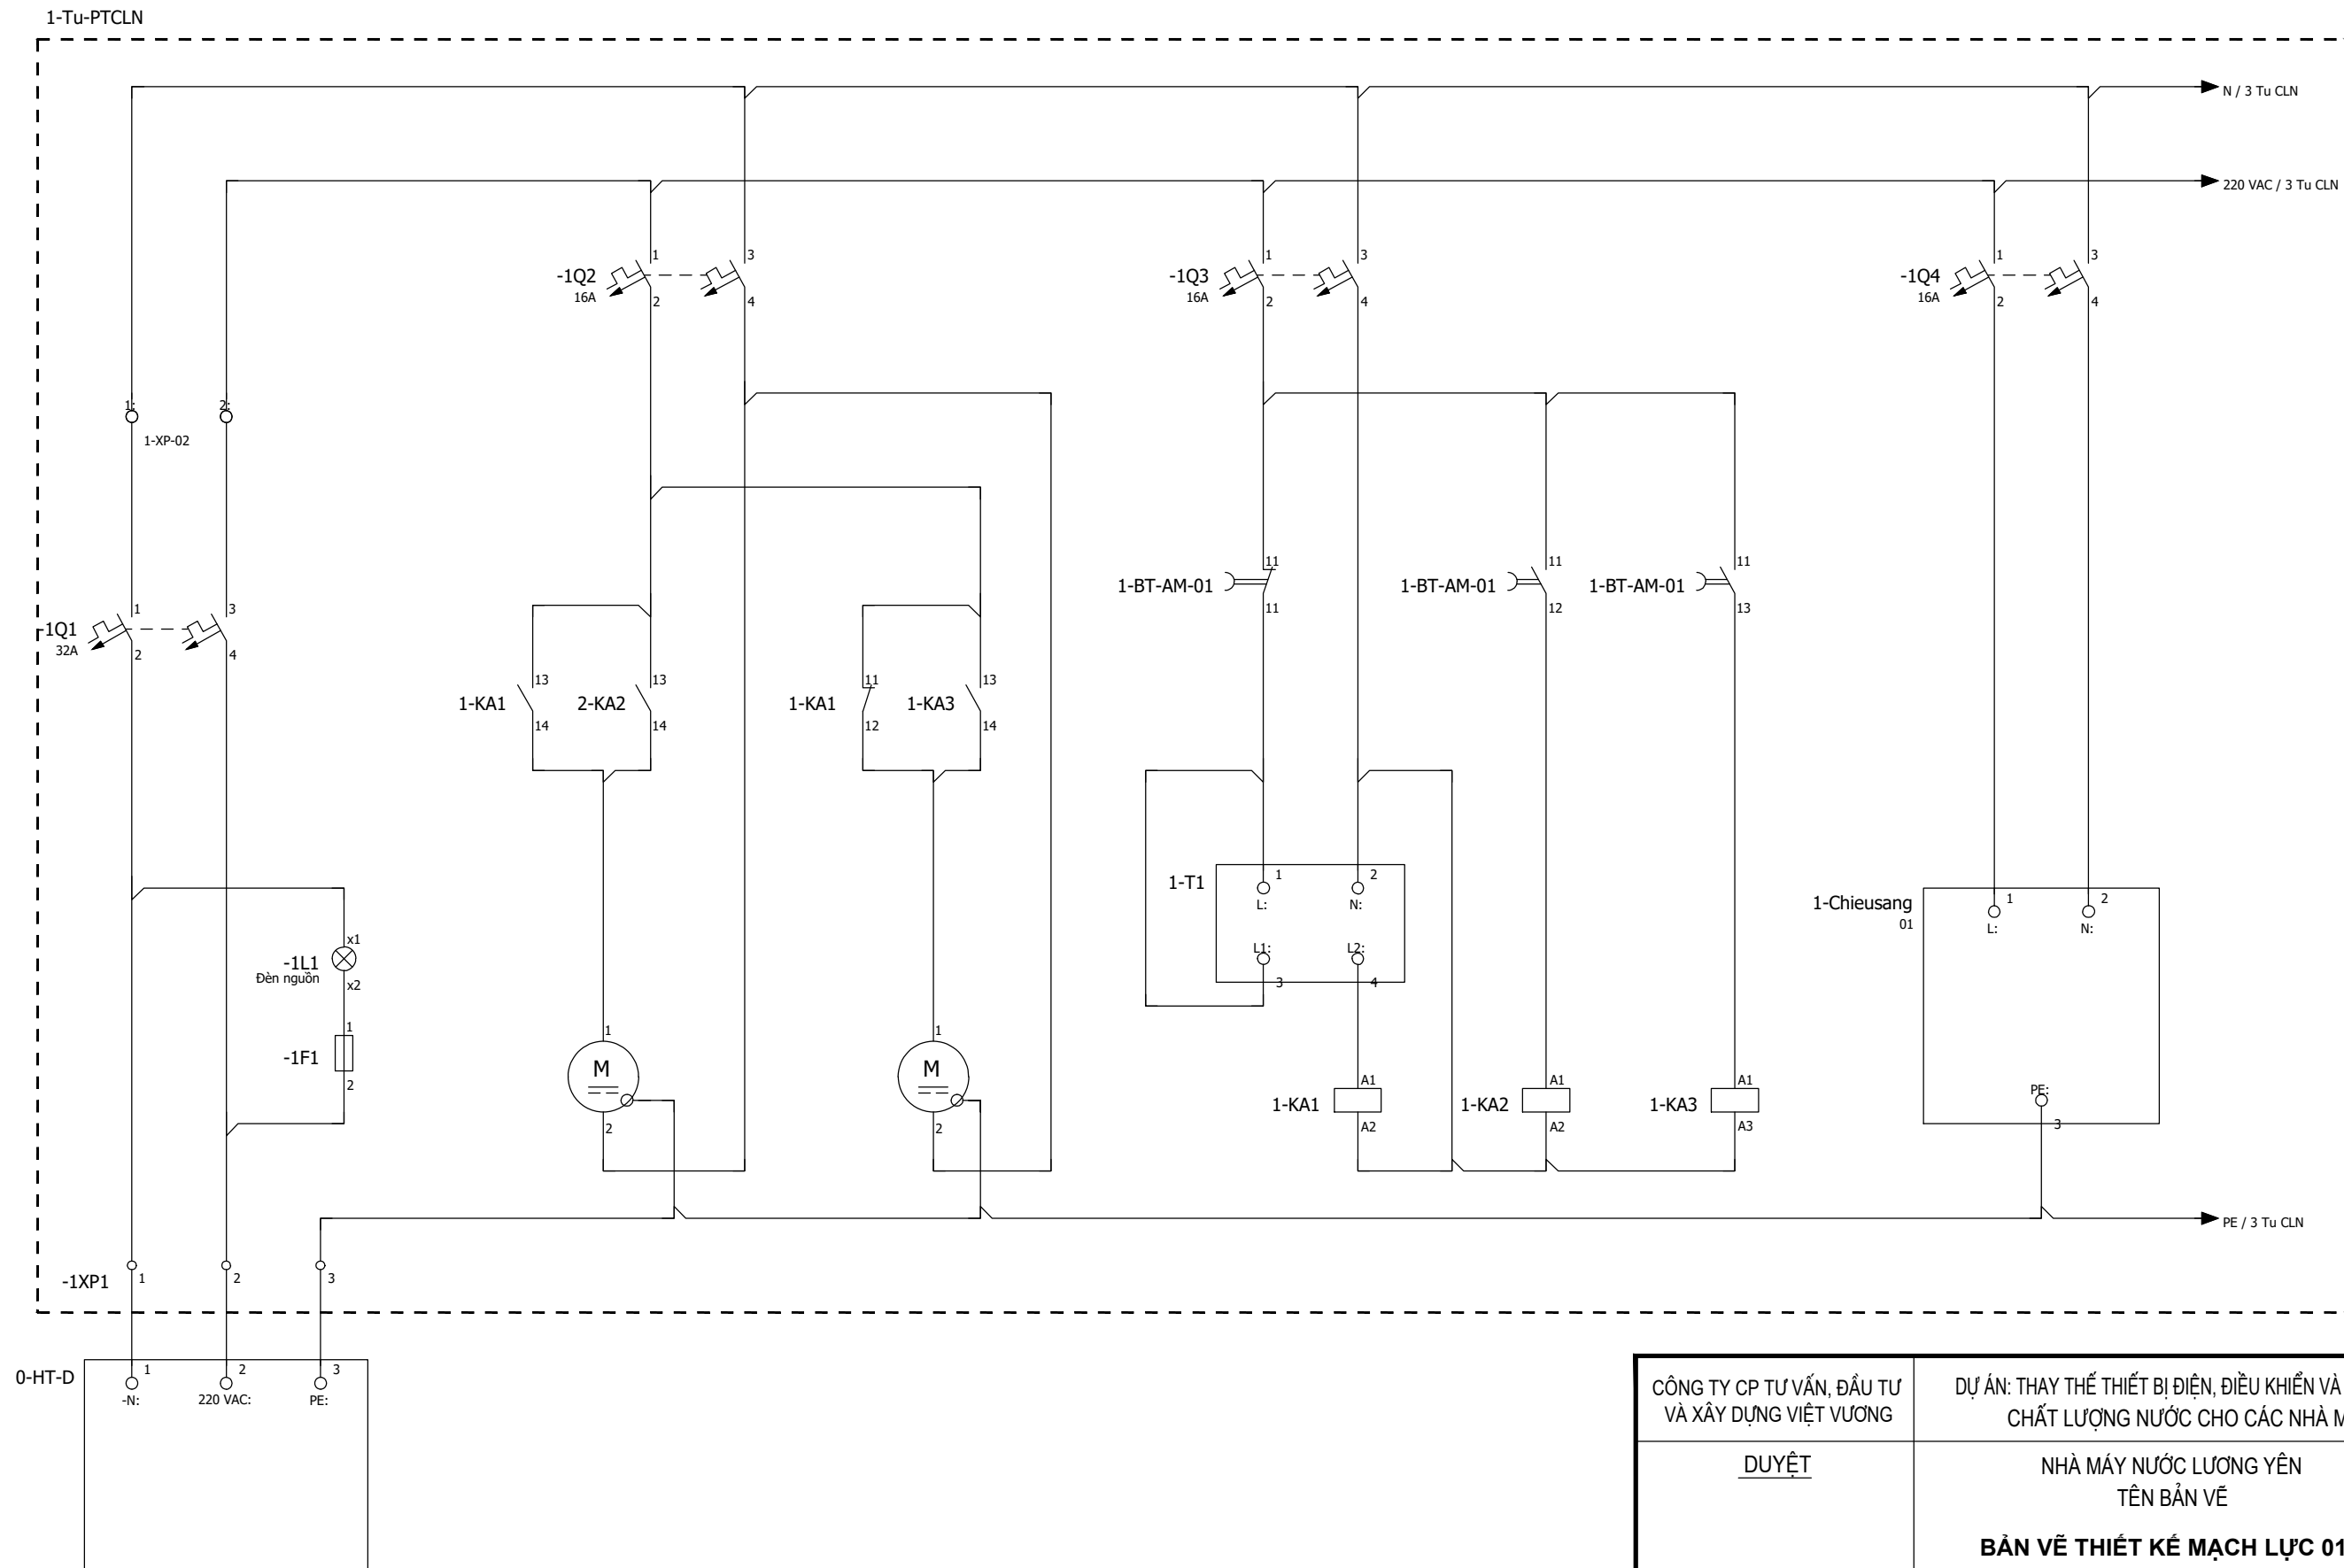 1-Tu-PTCLN
N / 3 Tu CLN
220 VAC / 3 Tu CLN
-1Q2
16A
1
2
3
4
-1Q3
16A
1
2
3
4
-1Q4
16A
1
2
3
4
1:
2:
1-XP-02
-1Q1
32A
1
2
3
4
1-KA1
13
14
2-KA2
13
14
1-KA1
11
12
1-KA3
13
14
1-BT-AM-01
11
11
1-BT-AM-01
11
12
1-BT-AM-01
11
13
1-T1
1
L:
2
N:
L1:
3
L2:
4
1-Chieusang
01
1
L:
2
N:
PE:
3
-1L1
Đèn nguồn
x1
x2
-1F1
1
2
M
1
2
M
1
2
1-KA1
A1
A2
1-KA2
A1
A2
1-KA3
A1
A3
PE / 3 Tu CLN
-1XP1
1
2
3
0-HT-D
1
-N:
2
220 VAC:
3
PE:
CÔNG TY CP TƯ VẤN, ĐẦU TƯ
VÀ XÂY DỰNG VIỆT VƯƠNG
DỰ ÁN: THAY THẾ THIẾT BỊ ĐIỆN, ĐIỀU KHIỂN VÀ
CHẤT LƯỢNG NƯỚC CHO CÁC NHÀ M
DUYỆT
NHÀ MÁY NƯỚC LƯƠNG YÊN
TÊN BẢN VẼ
BẢN VẼ THIẾT KẾ MẠCH LỰC 01